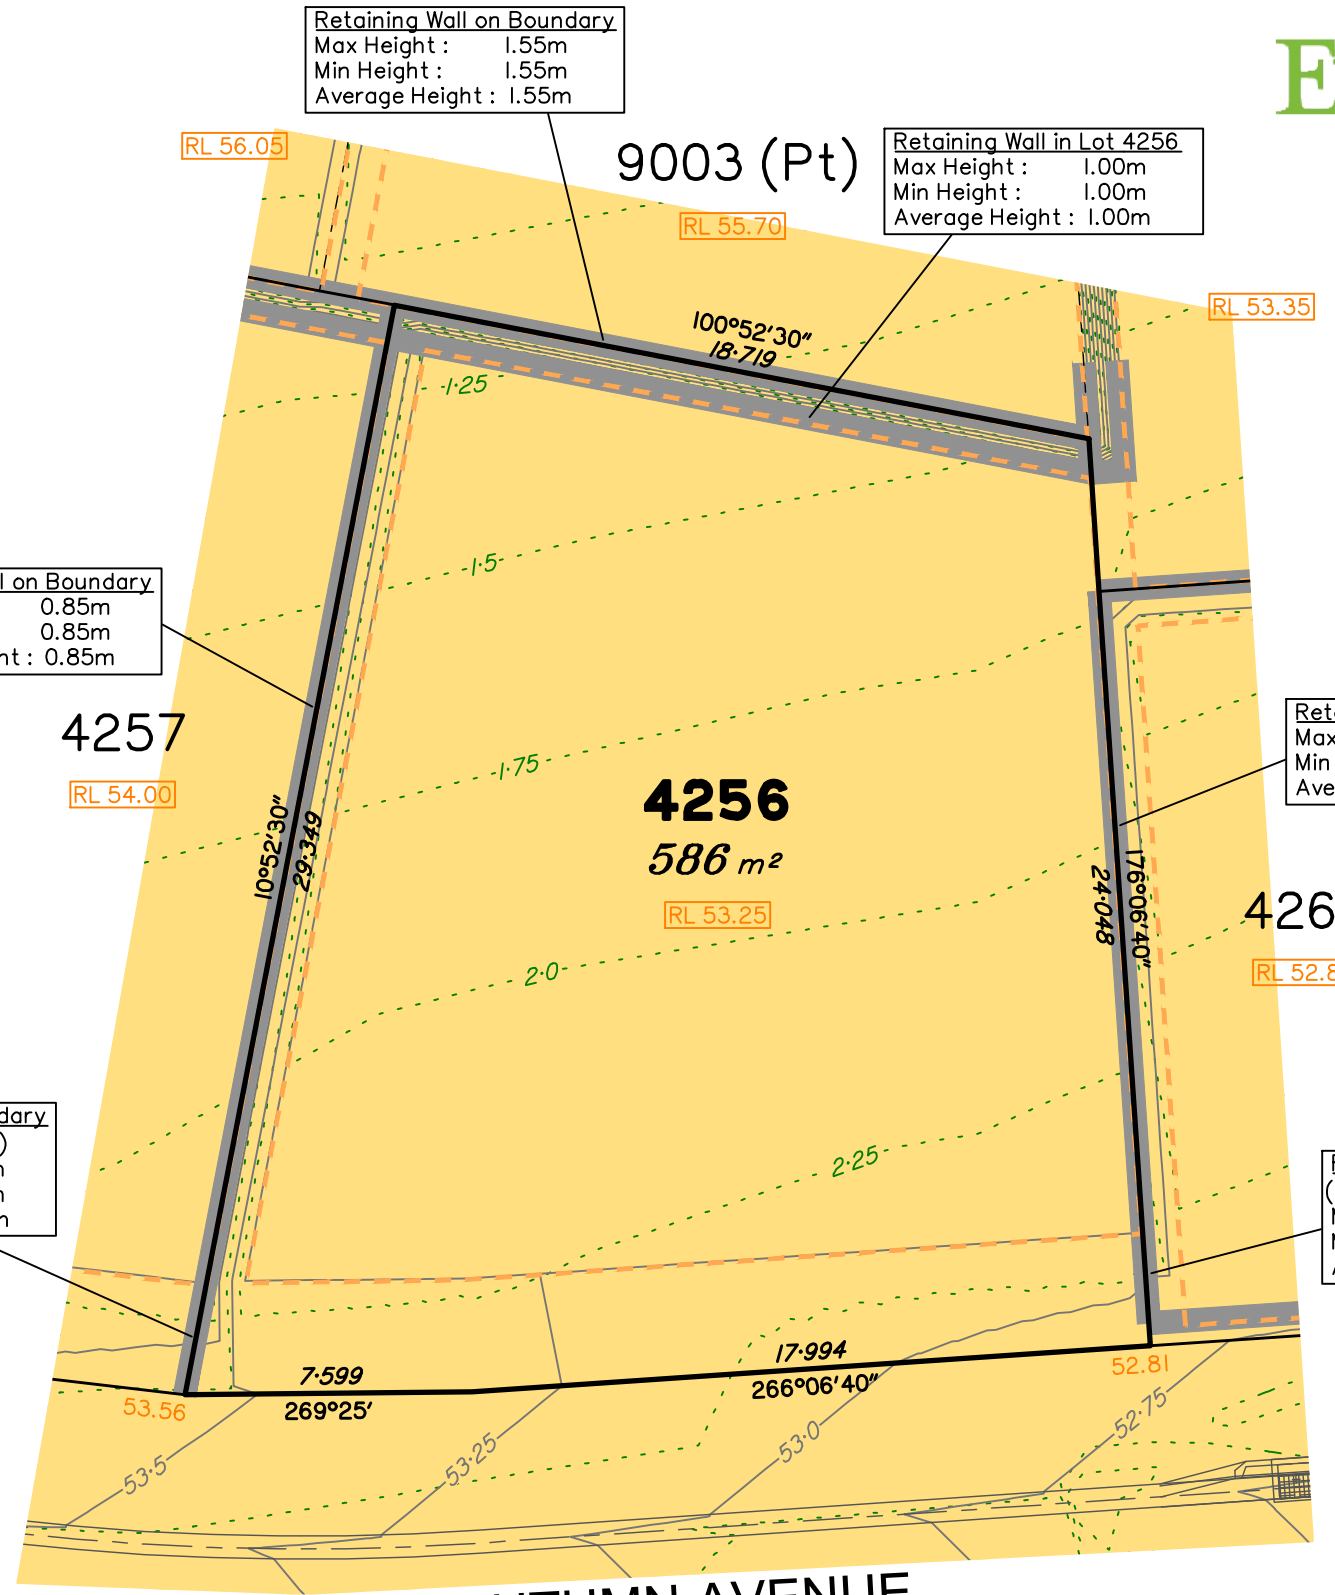 Retaining Wall on Boundary
Max Height : 1.55m
Min Height : 1.55m
Average Height : 1.55m
E
RL 56.05
9003 (Pt)
Retaining Wall in Lot 4256
Max Height : 1.00m
Min Height : 1.00m
Average Height : 1.00m
RL 55.70
RL 53.35
100°52'30"
18·719
1·25
1·5
on Boundary
0.85m
0.85m
: 0.85m
4257
RL 54.00
1·75
4256
586 m²
RL 53.25
10°52'30"
29·349
176°06'40"
24·048
Max
Min
426
RL 52.8
2·0
2·25
7·599
269°25'
17·994
266°06'40"
53.56
52.81
53·5
53·25
53·0
52·75
AVENUE